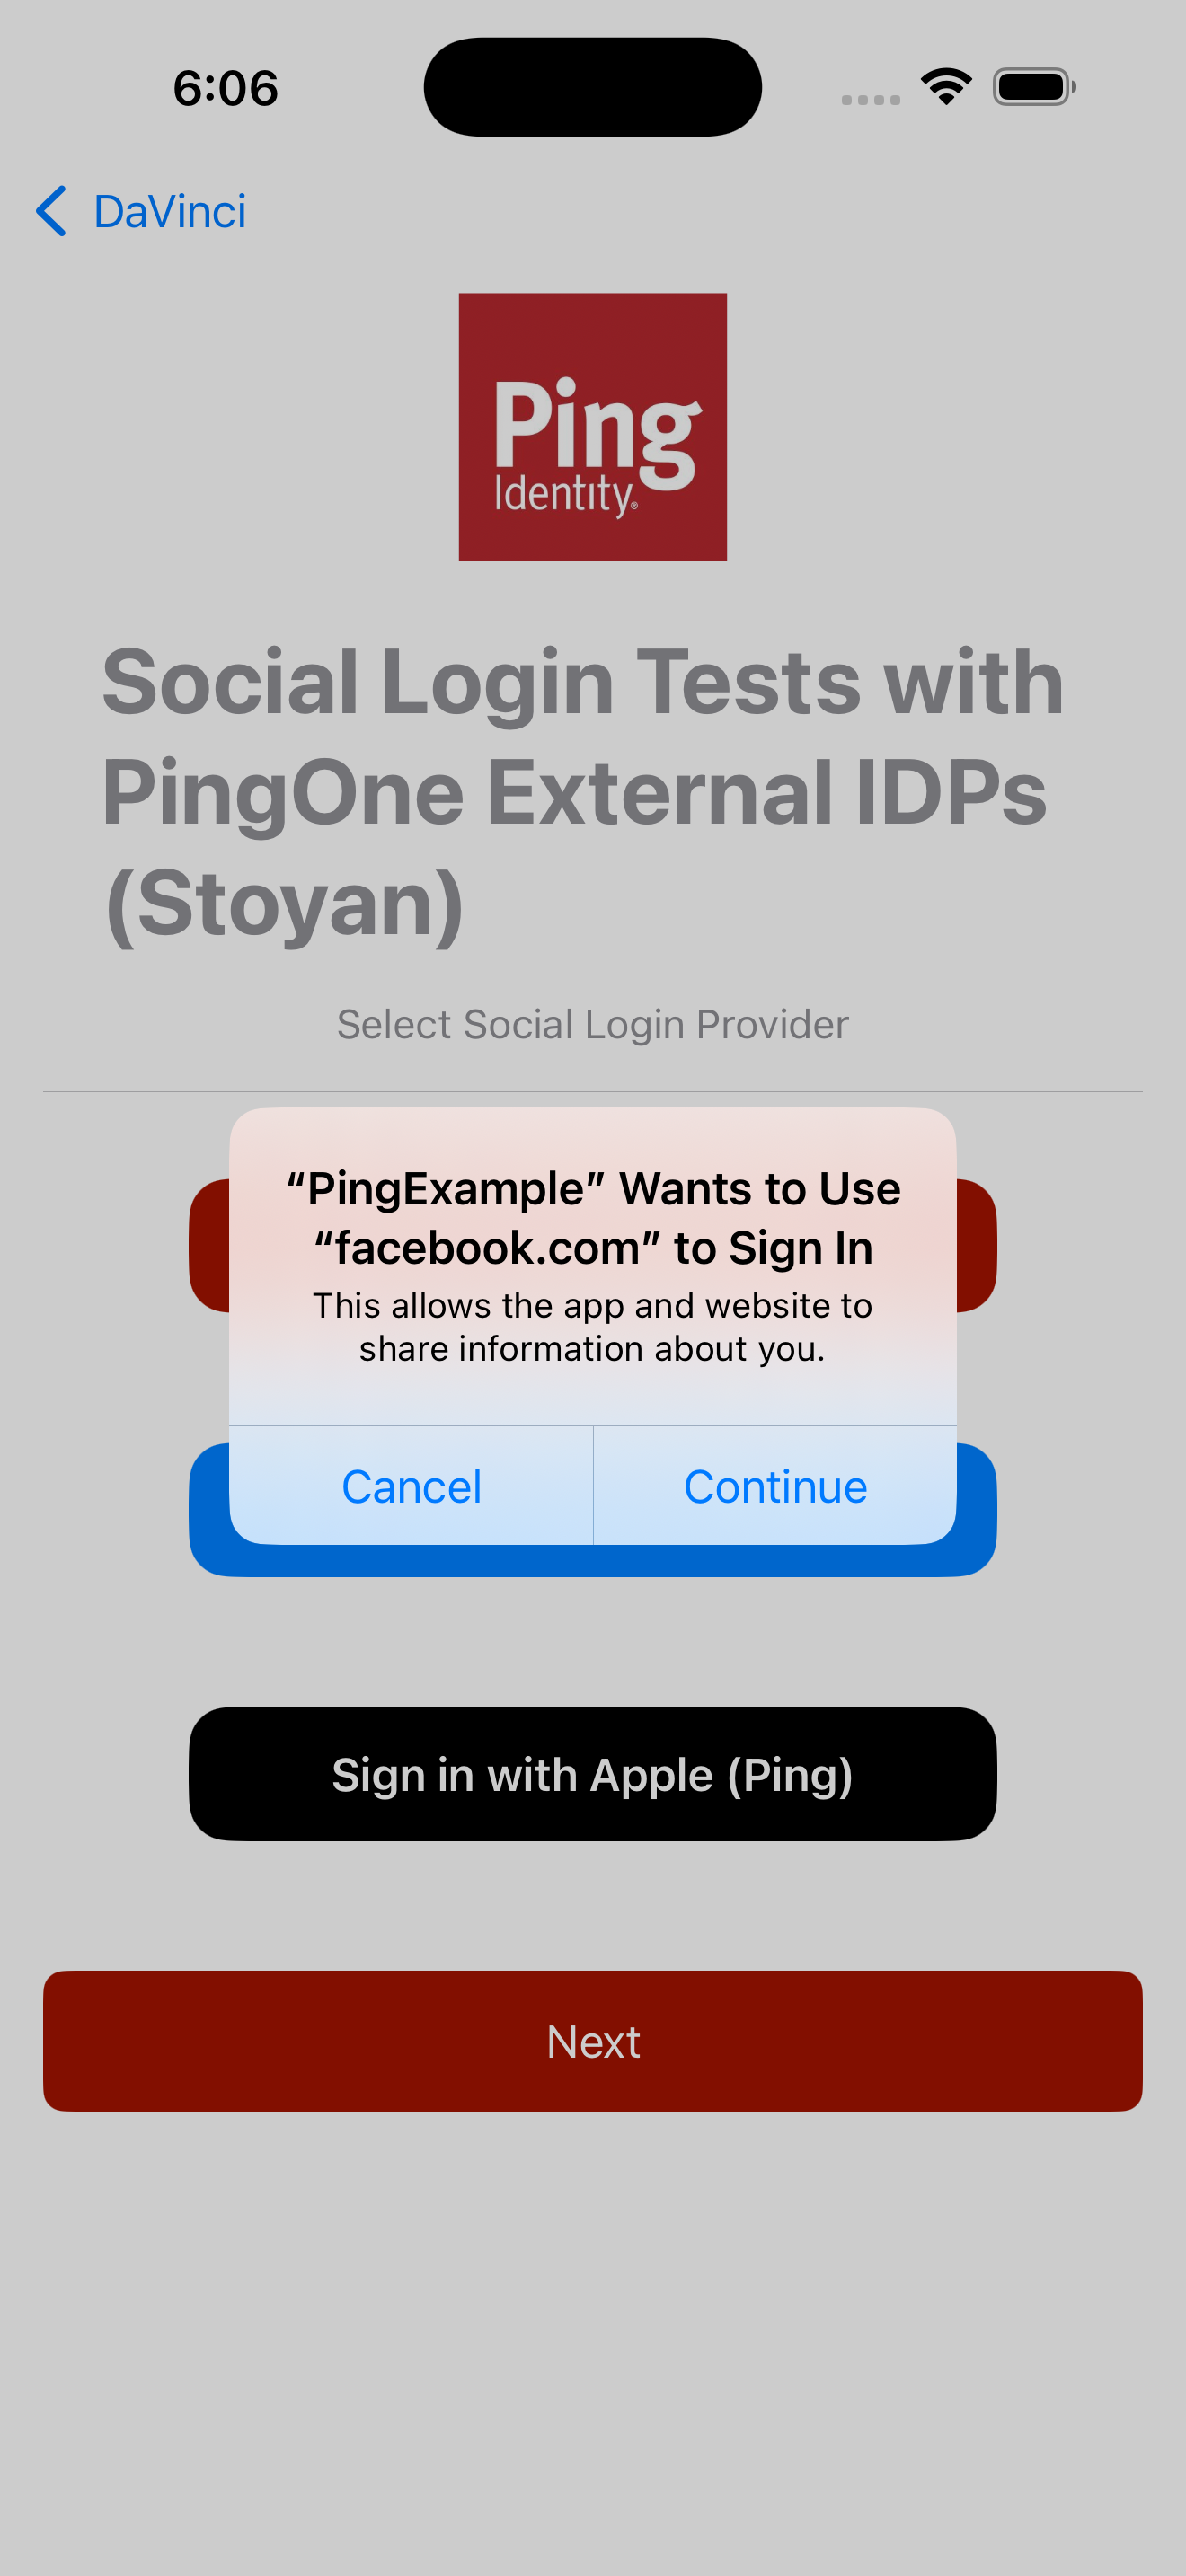 6:06
DaVinci
Ping
Identity®
Social Login Tests with
PingOne External IDPs
(Stoyan)
Select Social Login Provider
“PingExample” Wants to Use
“facebook.com” to Sign In
This allows the app and website to
share information about you.
Cancel
Continue
Sign in with Apple (Ping)
Next